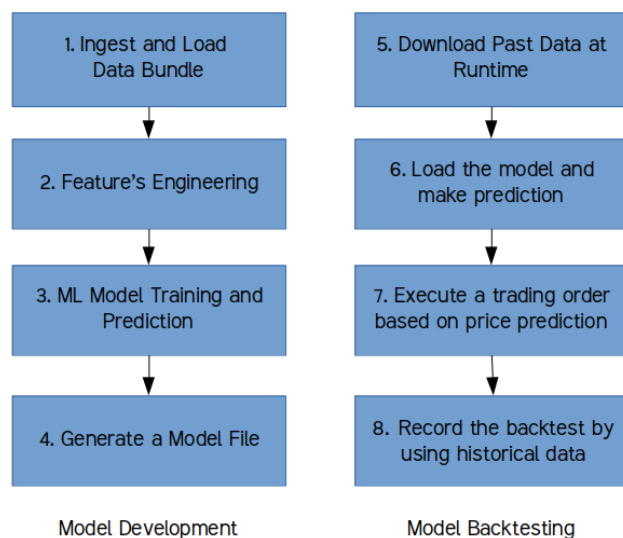 1. Ingest and Load
Data Bundle
2. Feature's Engineering
3. ML Model Training and
Prediction
4. Generate a Model File
Model Development
5. Download Past Data at
Runtime
6. Load the model and
make prediction
7. Execute a trading order
based on price prediction
8. Record the backtest by
using historical data
Model Backtesting